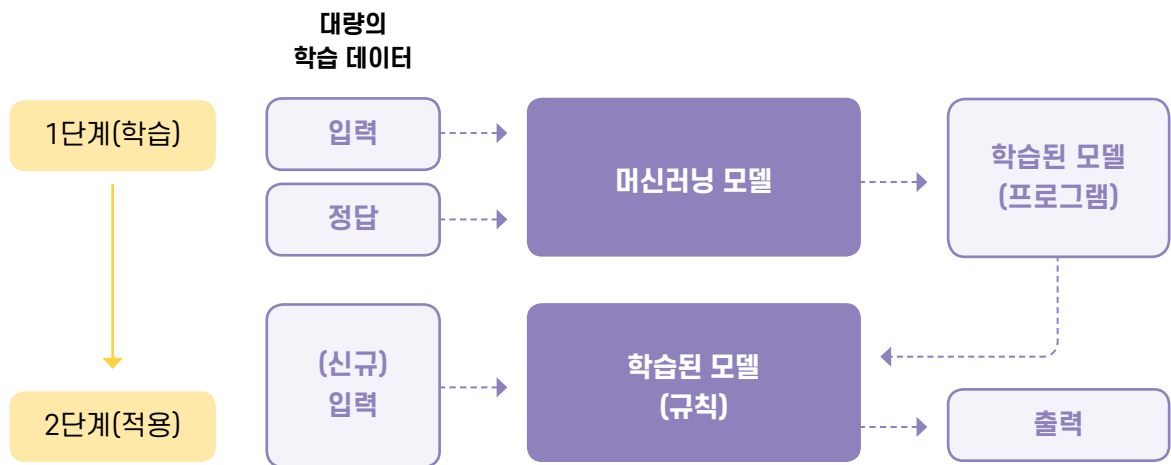 대량의
학습 데이터
1단계(학습)
입력
정답
머신러닝 모델
학습된 모델
(프로그램)
2단계(적용)
(신규)
입력
학습된 모델
(규칙)
출력